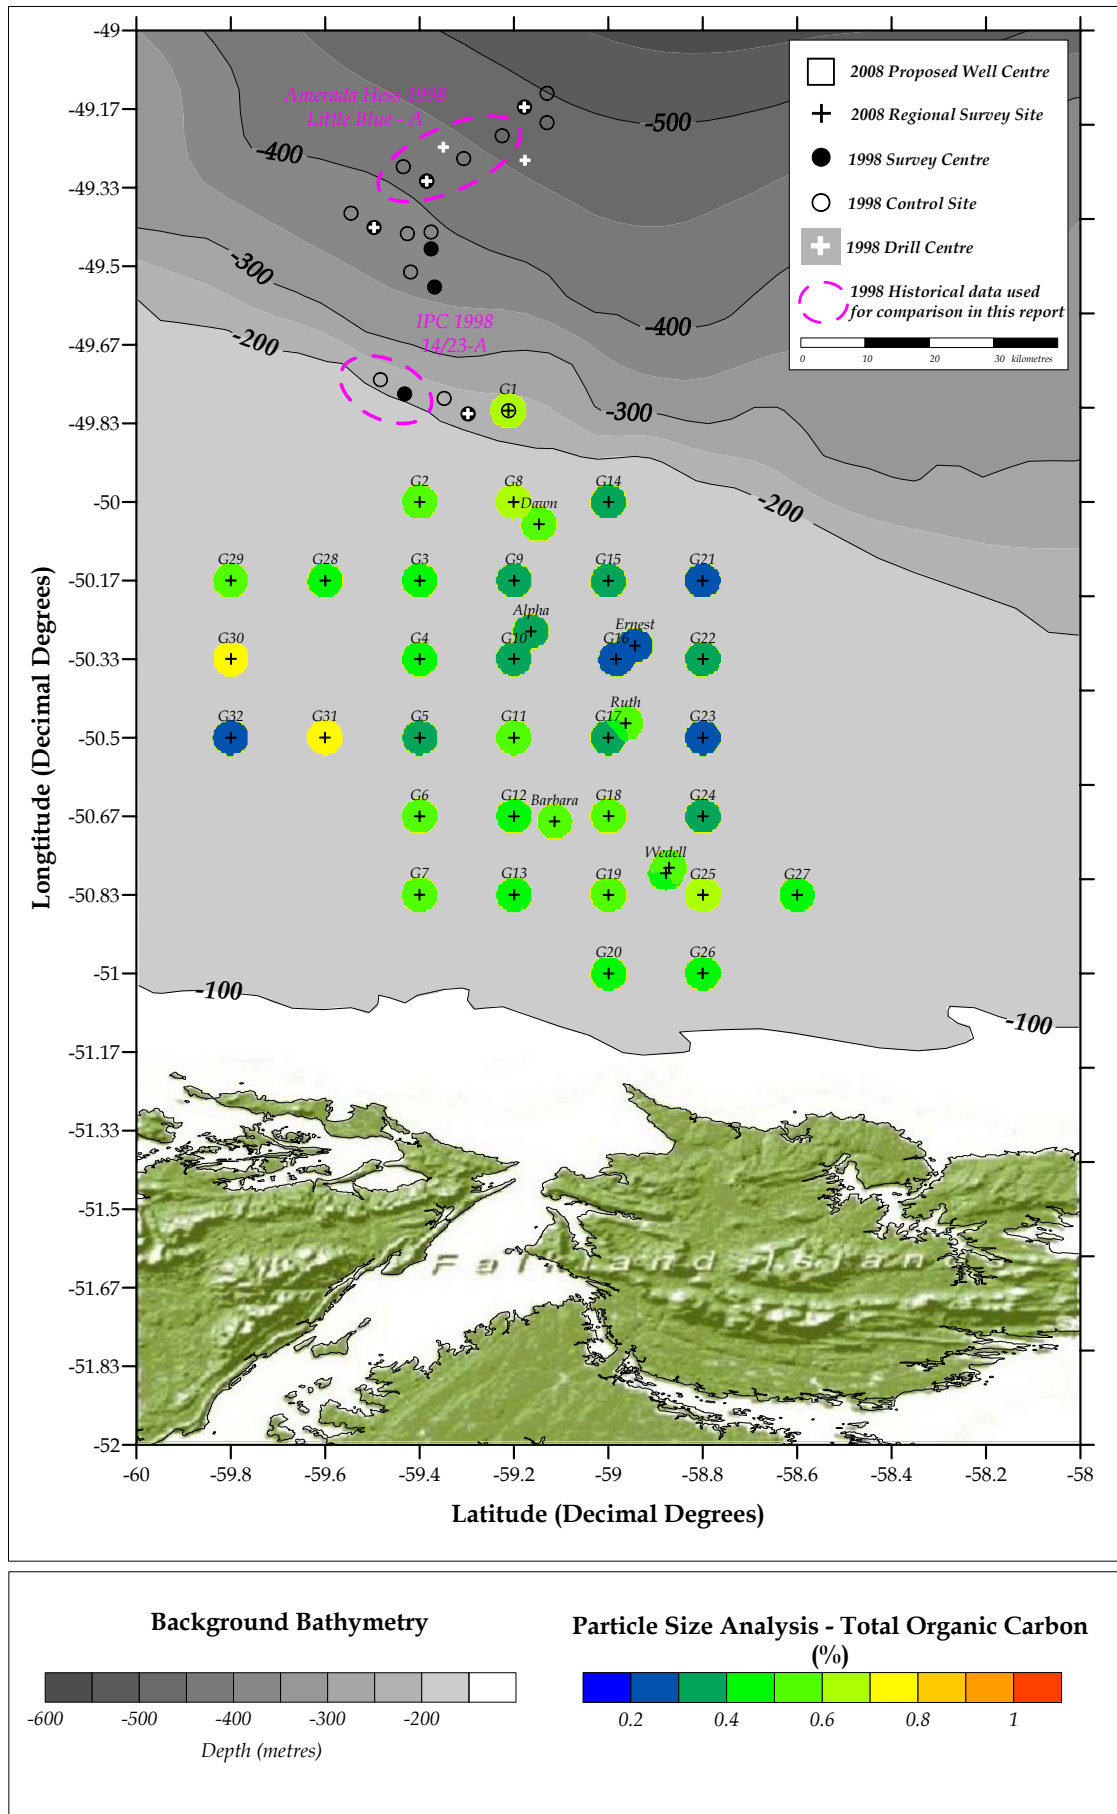 -49
-49.17
-49.33
-49.5
-49.67
-49.83
-50
-50.17
-50.33
-50.5
-50.67
-50.83
-51
-51.17
-51.33
-51.5
-51.67
-51.83
-52
Longtitude (Decimal Degrees)
Amerada Hess 1998
Little Blue - A
-400
-500
-300
-400
-200
IPC 1998
14/23-A
-300
-200
2008 Proposed Well Centre
2008 Regional Survey Site
1998 Survey Centre
1998 Control Site
1998 Drill Centre
1998 Historical data used
for comparison in this report
0 10 20 30 kilometres
G1
G2 G8 G14
Dawn
G29 G28 G3 G9 G15 G21
Alpha
Ernest
G30 G4 G10 G16 G22
Ruth
G32 G31 G5 G11 G17 G23
G6 G12 Barbara G18 G24
Wedell
G7 G13 G19 G25 G27
G20 G26
-100
-100
Falkland Islands
-60 -59.8 -59.6 -59.4 -59.2 -59 -58.8 -58.6 -58.4 -58.2 -58
Latitude (Decimal Degrees)
Background Bathymetry
-600 -500 -400 -300 -200
Depth (metres)
Particle Size Analysis - Total Organic Carbon
(%)
0.2 0.4 0.6 0.8 1